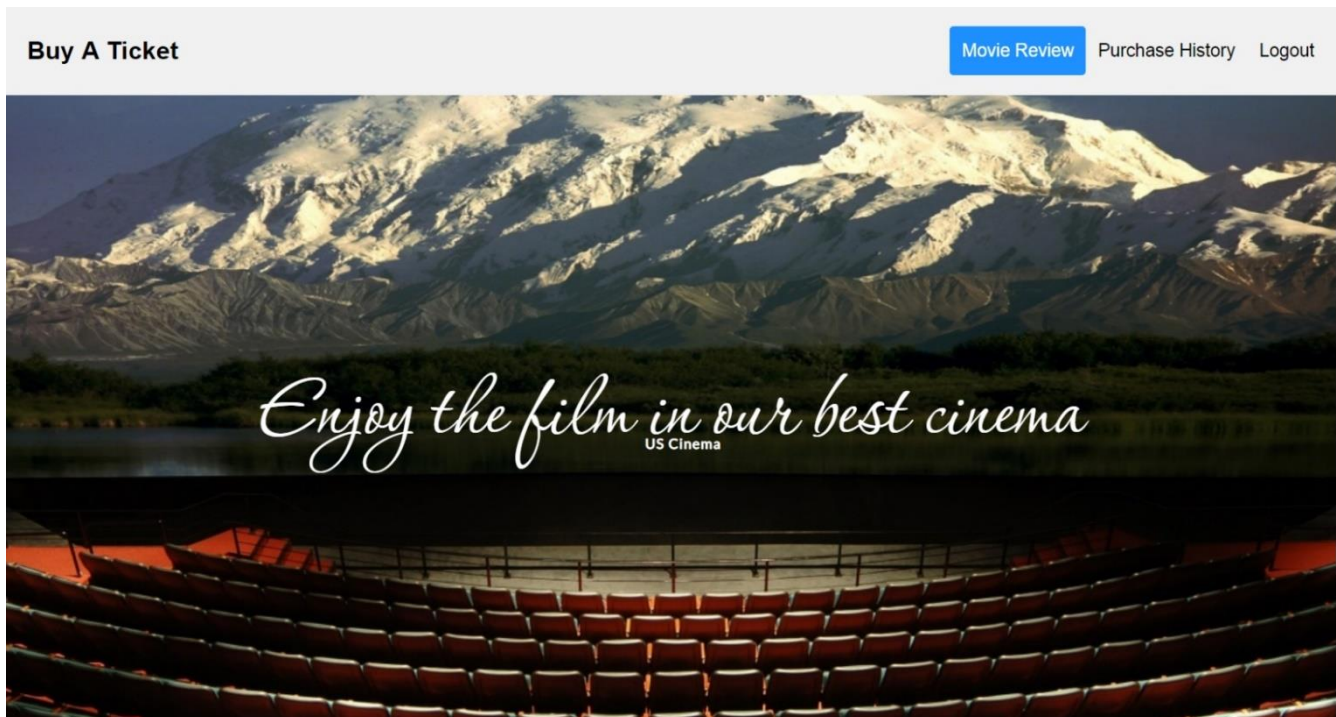 Buy A Ticket
Movie Review
Purchase History
Logout
Enjoy the film in our best cinema
US Cinema